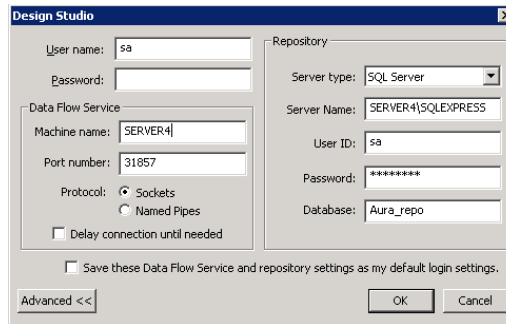 Design Studio
User name: sa
Password:
Data Flow Service
Machine name: SERVER4
Port number: 31857
Protocol: Sockets
Named Pipes
Delay connection until needed
Repository
Server type: SQL Server
Server Name: SERVER4\SQLEXPRESS
User ID: sa
Password: ********
Database: Aura_repo
Save these Data Flow Service and repository settings as my default login settings.
Advanced <<
OK
Cancel